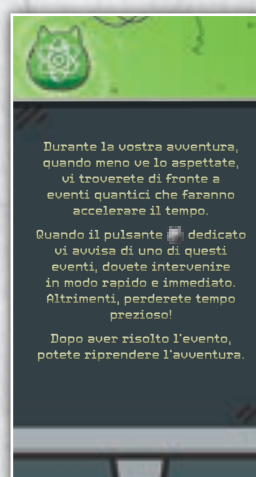 Durante la vostra avventura,
quando meno ve lo aspettate,
vi troverete di fronte a
eventi quantici che faranno
accelerare il tempo.
Quando il pulsante dedicato
vi avvisa di uno di questi
eventi, dovete intervenire
in modo rapido e immediato.
Altrimenti, perderete tempo
prezioso!
Dopo aver risolto l'evento,
potete riprendere l'avventura.